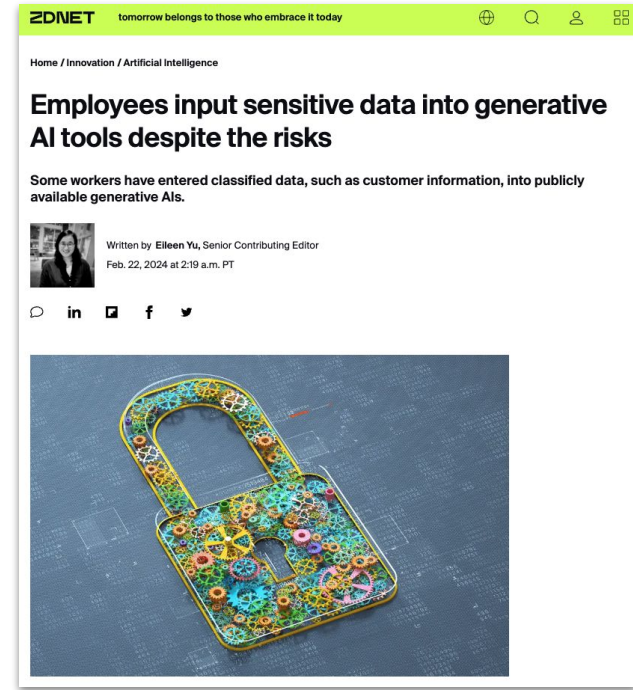 ZDNET tomorrow belongs to those who embrace it today
Home / Innovation / Artificial Intelligence
Employees input sensitive data into generative
AI tools despite the risks
Some workers have entered classified data, such as customer information, into publicly
available generative AIs.
Written by Eileen Yu, Senior Contributing Editor
Feb. 22, 2024 at 2:19 a.m. PT
in
f